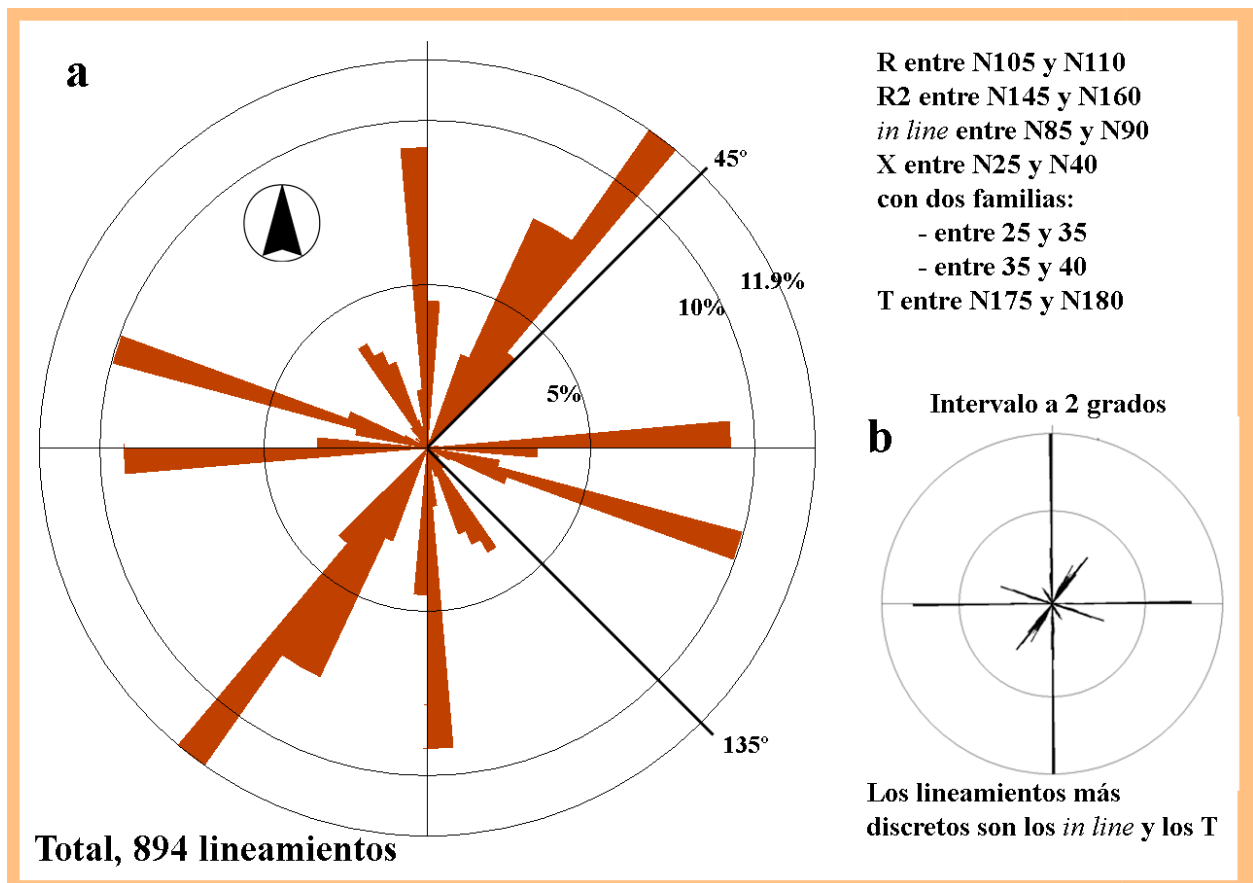 a
45º
11.9%
10%
5%
135º
Total, 894 lineamientos
R entre N105 y N110
R2 entre N145 y N160
in line entre N85 y N90
X entre N25 y N40
con dos familias:
- entre 25 y 35
- entre 35 y 40
T entre N175 y N180
Intervalo a 2 grados
b
Los lineamientos más
discretos son los in line y los T